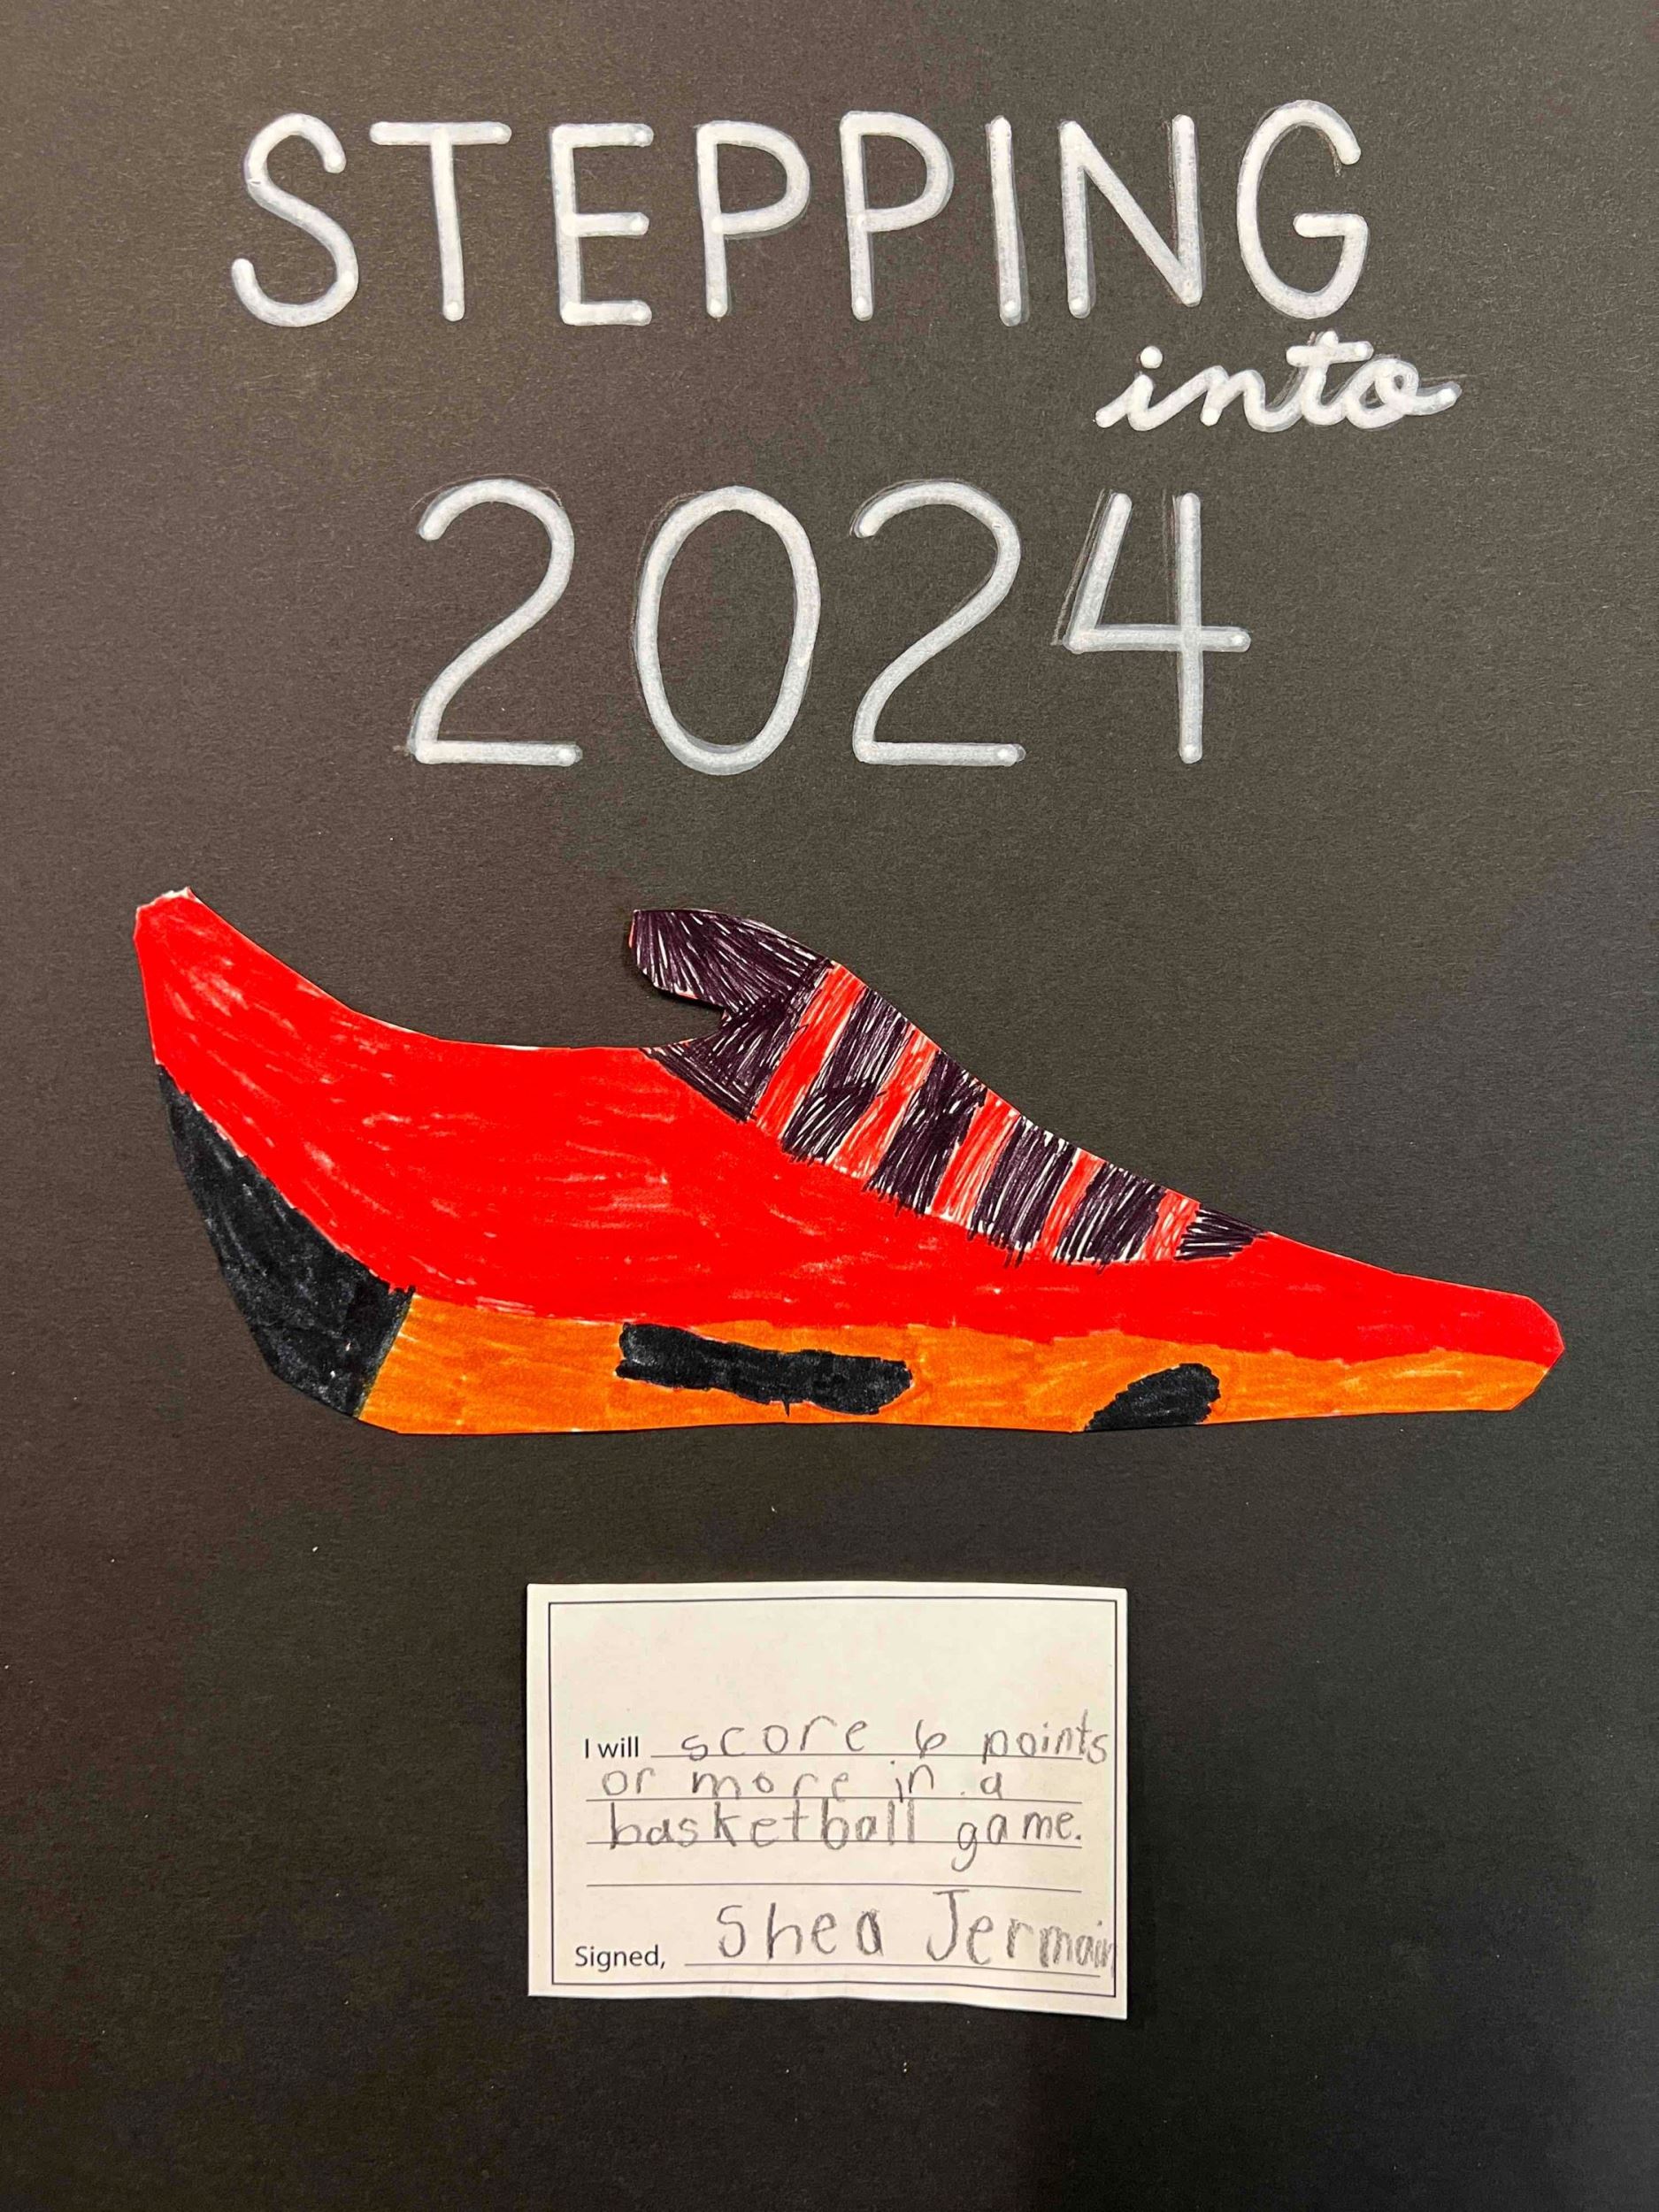 STEPPING
into
2024
I will score 6 points
or more in a
basketball game.
Shea Jermain
Signed,